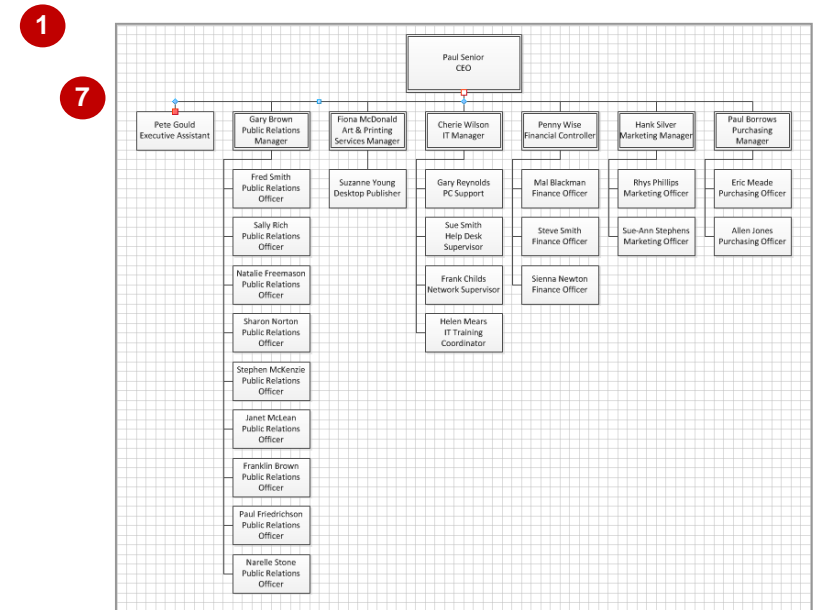 1
Paul Senior
CEO
7
Pete Gould
Executive Assistant
Gary Brown
Public Relations
Manager
Fiona McDonald
Art & Printing
Services Manager
Cherie Wilson
IT Manager
Penny Wise
Financial Controller
Hank Silver
Marketing Manager
Paul Borrows
Purchasing
Manager
Fred Smith
Public Relations
Officer
Suzanne Young
Desktop Publisher
Gary Reynolds
PC Support
Mal Blackman
Finance Officer
Rhys Phillips
Marketing Officer
Eric Meade
Purchasing Officer
Sally Rich
Public Relations
Officer
Sue Smith
Help Desk
Supervisor
Steve Smith
Finance Officer
Sue-Ann Stephens
Marketing Officer
Allen Jones
Purchasing Officer
Natalie Freemason
Public Relations
Officer
Frank Childs
Network Supervisor
Sienna Newton
Finance Officer
Sharon Norton
Public Relations
Officer
Helen Mears
IT Training
Coordinator
Stephen McKenzie
Public Relations
Officer
Janet McLean
Public Relations
Officer
Franklin Brown
Public Relations
Officer
Paul Friedrichson
Public Relations
Officer
Narelle Stone
Public Relations
Officer